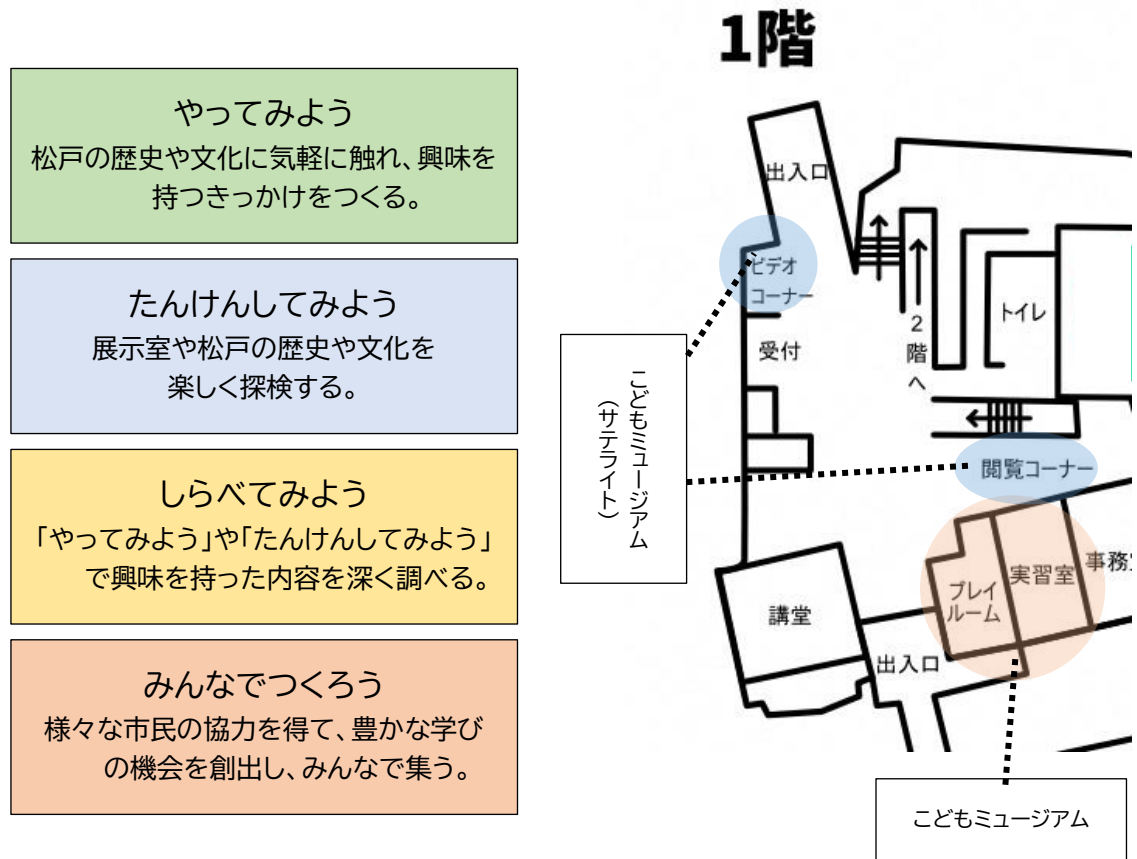 やってみよう
松戸の歴史や文化に気軽に触れ、興味を
持つきっかけをつくる。
たんけんしてみよう
展示室や松戸の歴史や文化を
楽しく探検する。
しらべてみよう
「やってみよう」や「たんけんしてみよう」
で興味を持った内容を深く調べる。
みんなでつくろう
様々な市民の協力を得て、豊かな学び
の機会を創出し、みんなで集う。
1階
出入口
ビデオ
コーナー
受付
2階へ
トイレ
こどもミュージアム
（サテライト）
閲覧コーナー
プレイ
ルーム
実習室
事務
講堂
出入口
こどもミュージアム